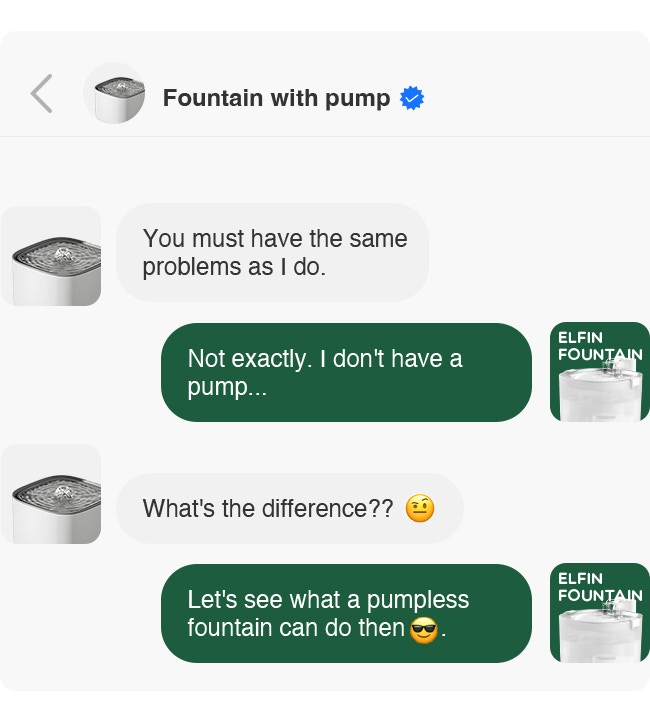 Fountain with pump
You must have the same
problems as I do.
Not exactly. I don't have a
pump...
ELFIN
FOUNTAIN
What's the difference?? 🤨
Let's see what a pumpless
fountain can do then😎.
ELFIN
FOUNTAIN